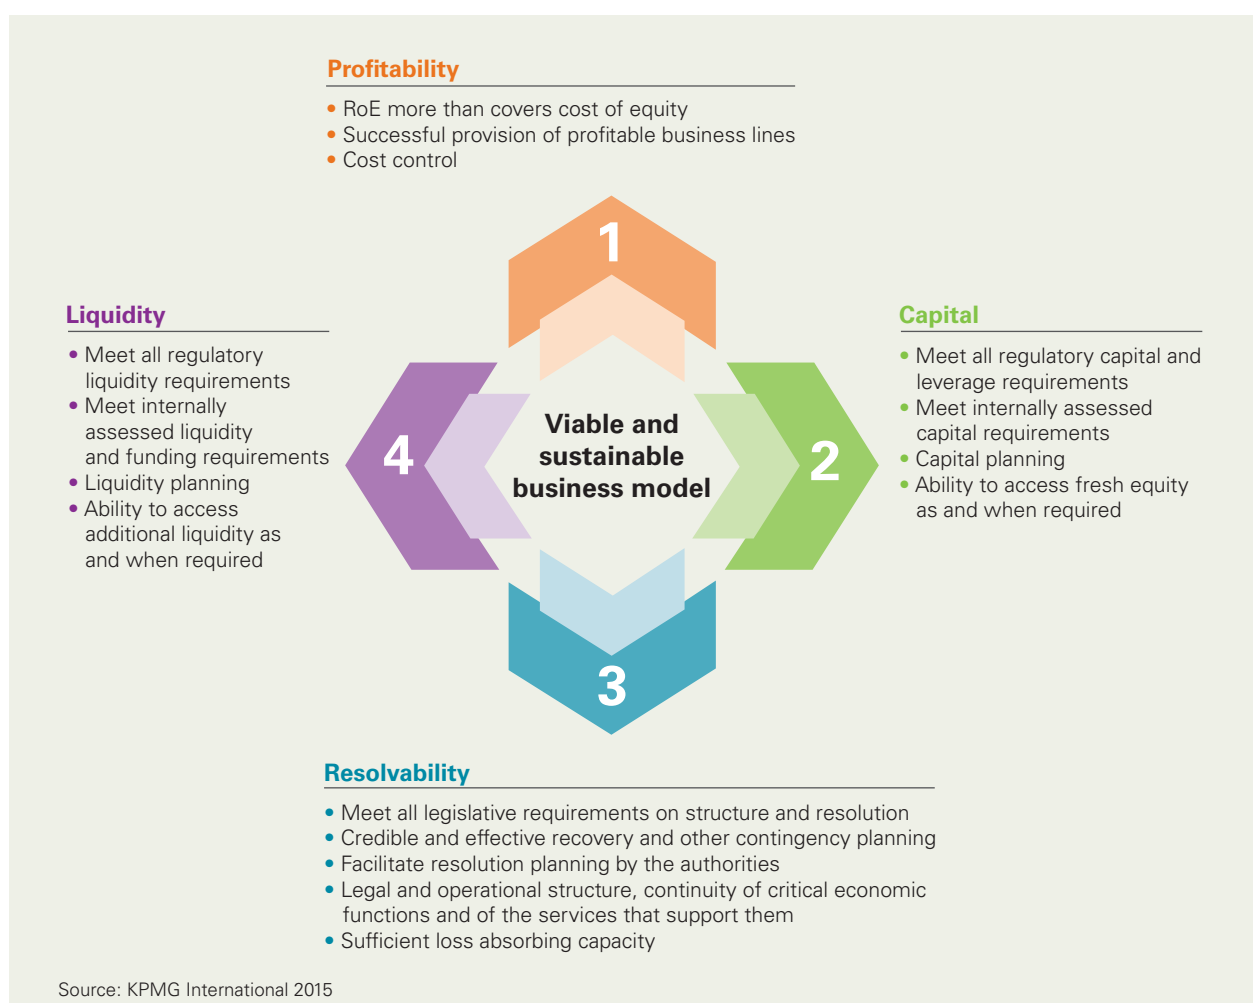 Profitability
• RoE more than covers cost of equity
• Successful provision of profitable business lines
• Cost control
1
Liquidity
• Meet all regulatory
liquidity requirements
• Meet internally
assessed liquidity
and funding requirements
• Liquidity planning
• Ability to access
additional liquidity as
and when required
4
Viable and
sustainable
business model
2
Capital
• Meet all regulatory capital and
leverage requirements
• Meet internally assessed
capital requirements
• Capital planning
• Ability to access fresh equity
as and when required
3
Resolvability
• Meet all legislative requirements on structure and resolution
• Credible and effective recovery and other contingency planning
• Facilitate resolution planning by the authorities
• Legal and operational structure, continuity of critical economic
functions and of the services that support them
• Sufficient loss absorbing capacity
Source: KPMG International 2015